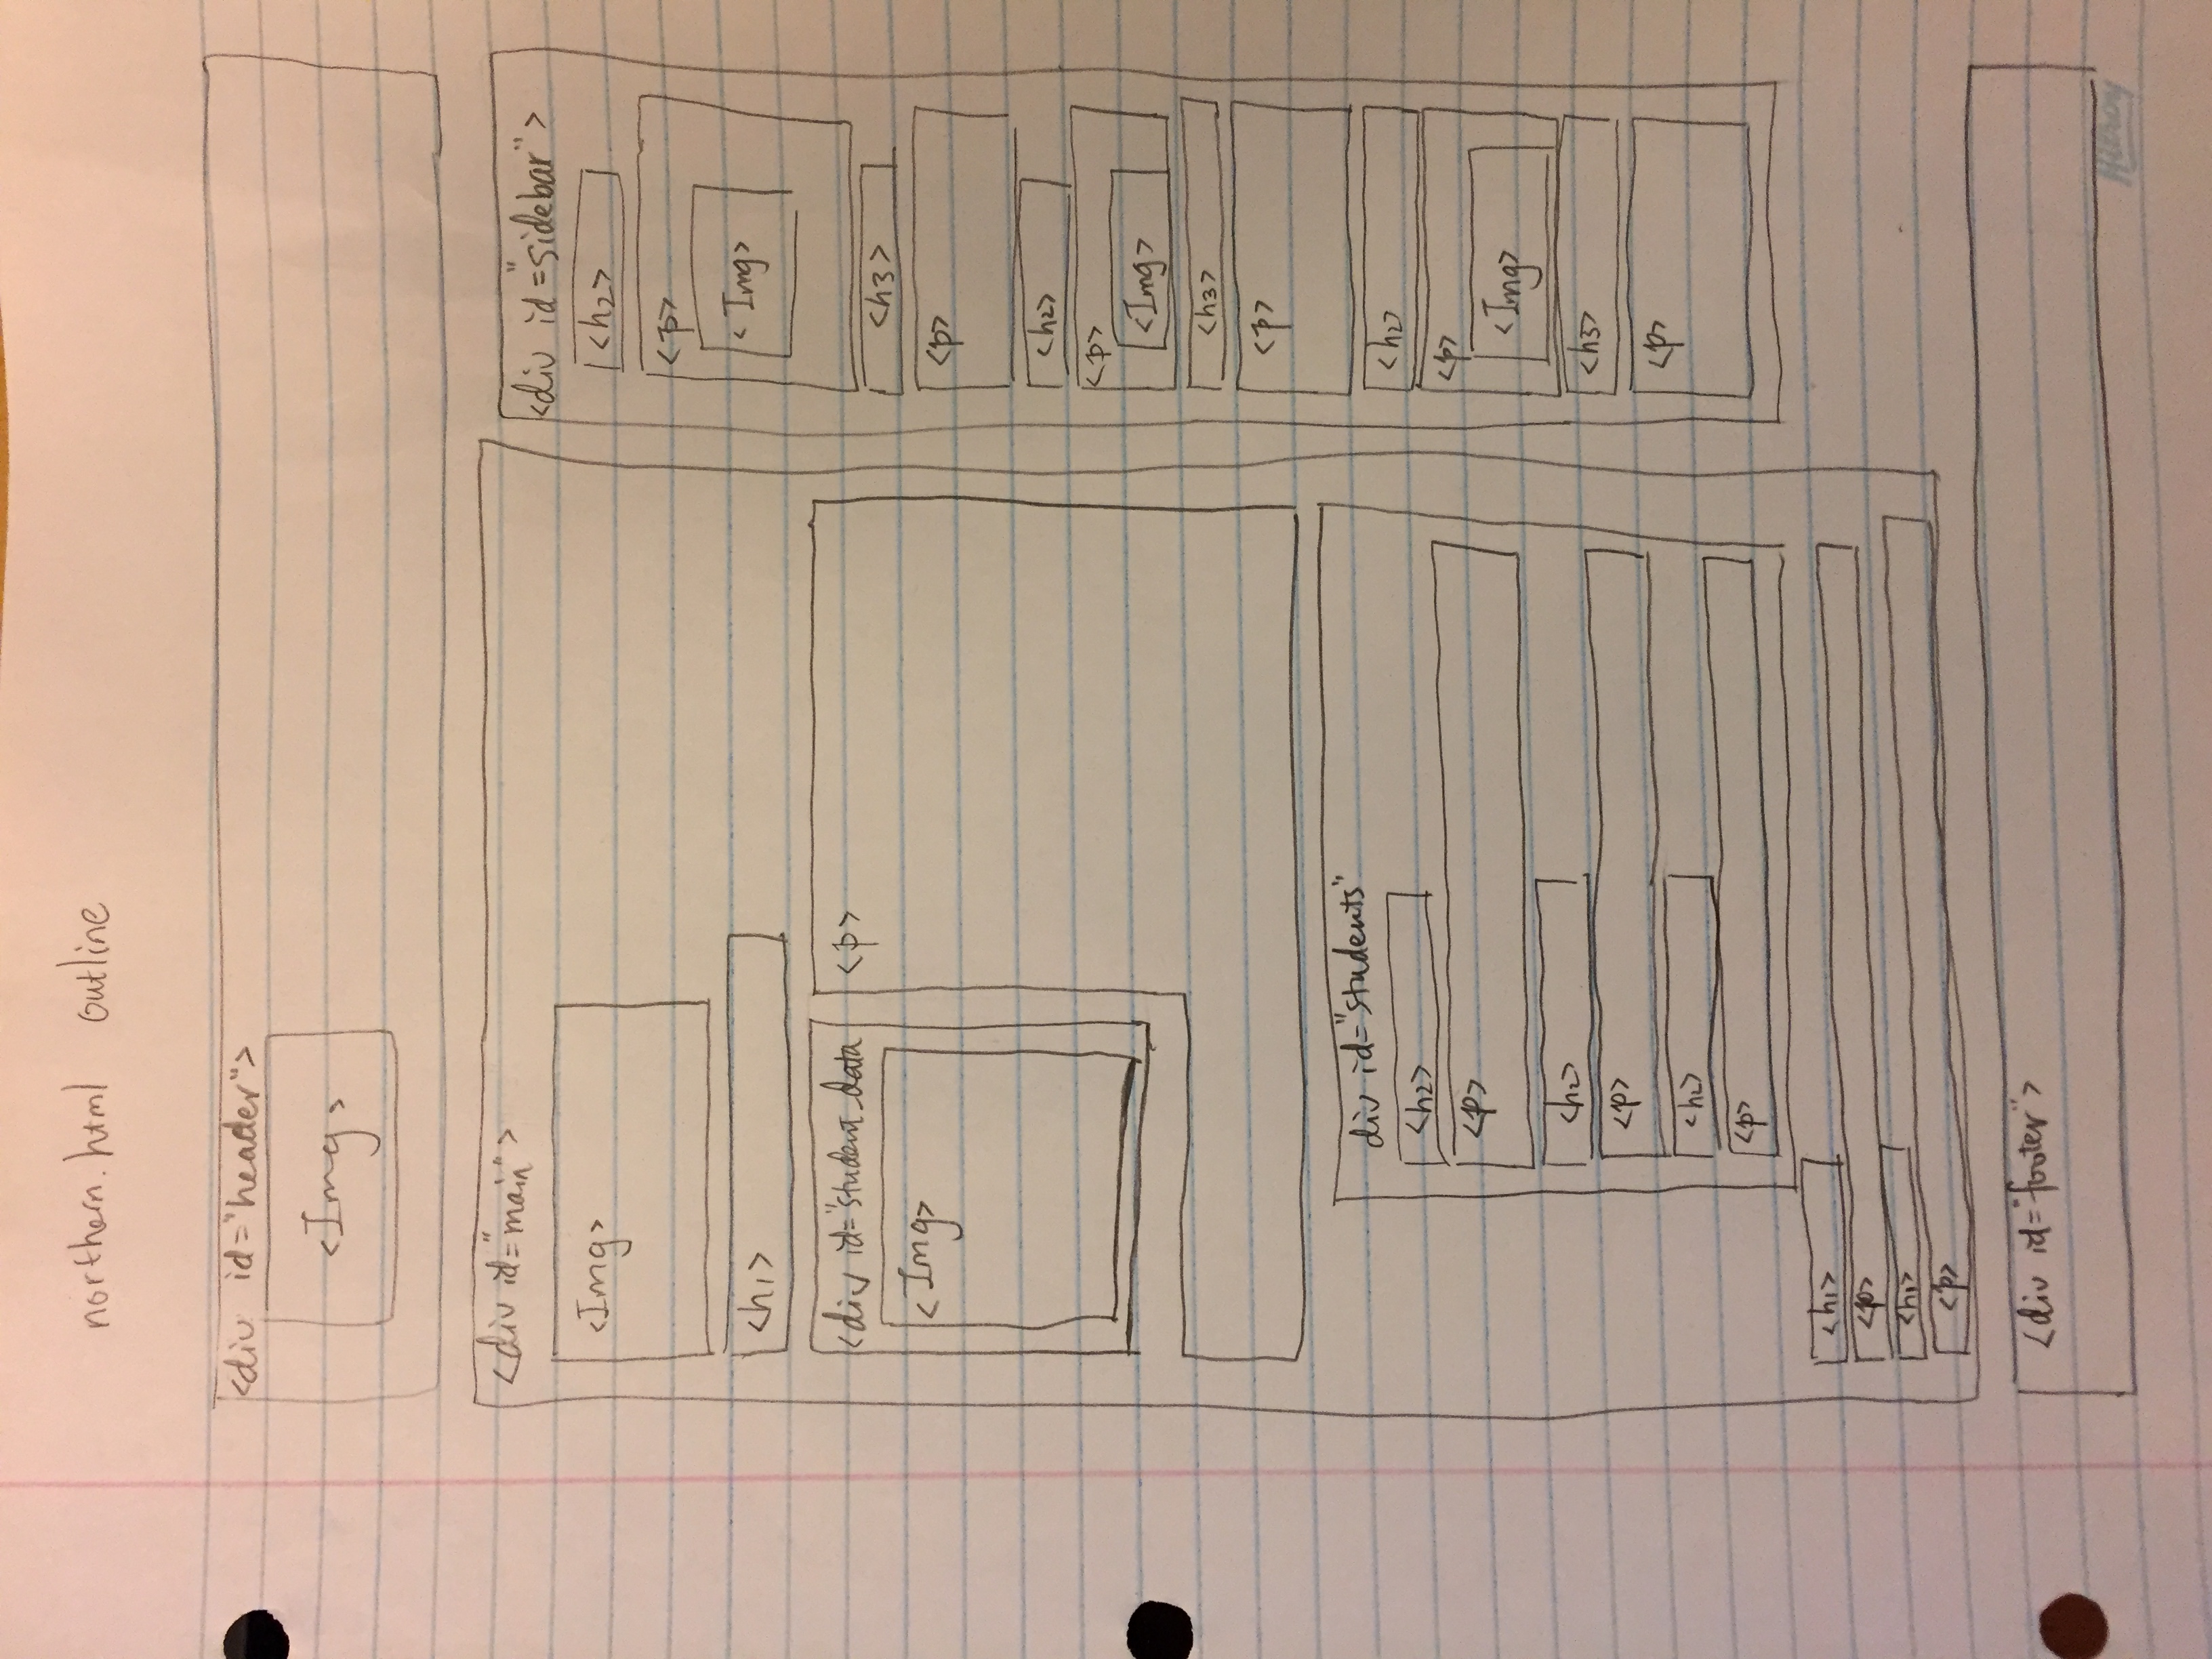 northern.html outline
<div id="header">
<Img>
<div id="main">
<Img>
<h1>
<div id="student_data
<Img>
<p>
div id="students"
<h2>
<p>
<h2>
<p>
<h2>
<p>
<h1>
<p>
<h1>
<p>
<div id="sidebar">
<h2>
<p>
<Img>
<h3>
<p>
<h2>
<p>
<Img>
<h3>
<p>
<h2>
<p>
<Img>
<h3>
<p>
<div id="footer">
Hilroy